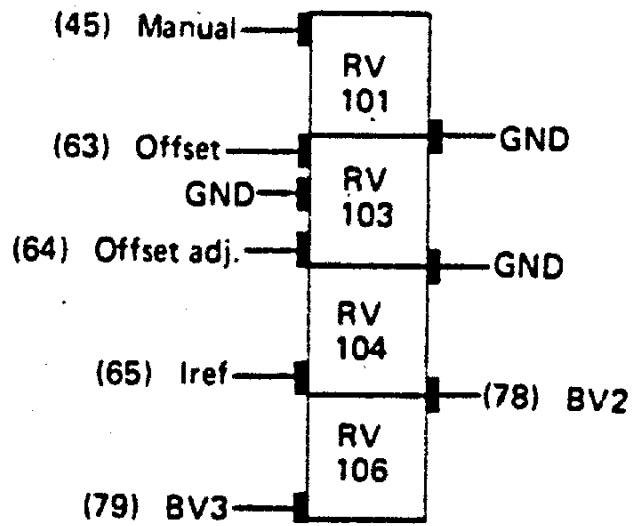 (45) Manual
RV
101
GND
(63) Offset
GND
RV
103
(64) Offset adj.
GND
RV
104
(65) Iref
(78) BV2
RV
106
(79) BV3